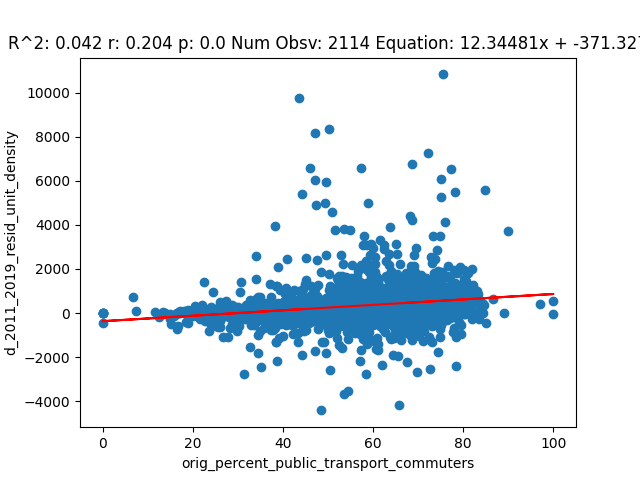 R^2: 0.042 r: 0.204 p: 0.0 Num Obsv: 2114 Equation: 12.34481x + -371.327
d_2011_2019_resid_unit_density
10000
8000
6000
4000
2000
0
−2000
−4000
0 20 40 60 80 100
orig_percent_public_transport_commuters